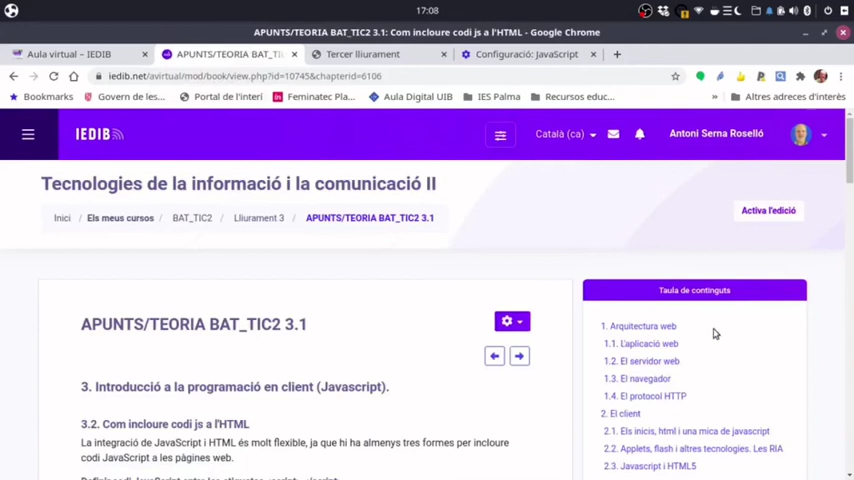 17:08
APUNTS/TEORIA BAT_TIC2 3.1: Com incloure codi js a l'HTML - Google Chrome
Aula virtual – IEDIB
APUNTS/TEORIA BAT_TI
Tercer lliurament
Configuració: JavaScript
iedib.net/avirtual/mod/book/view.php?id=10745&chapterid=6106
Bookmarks
Govern de les...
Portal de l'interí
Feminatec Pla...
Aula Digital UIB
IES Palma
Recursos educ...
Altres adreces d'interès
IEDIB
Català (ca)
Antoni Serna Roselló
Tecnologies de la informació i la comunicació II
Activa l'edició
Inici / Els meus cursos / BAT_TIC2 / Lliurament 3 / APUNTS/TEORIA BAT_TIC2 3.1
APUNTS/TEORIA BAT_TIC2 3.1
3. Introducció a la programació en client (Javascript).
3.2. Com incloure codi js a l'HTML
La integració de JavaScript i HTML és molt flexible, ja que hi ha almenys tres formes per incloure
codi JavaScript a les pàgines web.
Taula de continguts
1. Arquitectura web
1.1. L'aplicació web
1.2. El servidor web
1.3. El navegador
1.4. El protocol HTTP
2. El client
2.1. Els inicis, html i una mica de javascript
2.2. Applets, flash i altres tecnologies. Les RIA
2.3. Javascript i HTML5